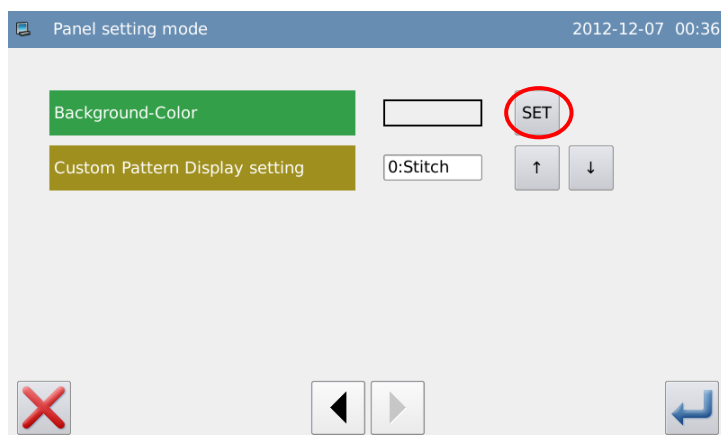 Panel setting mode 2012-12-07 00:36
Background-Color SET
Custom Pattern Display setting 0:Stitch ↑ ↓